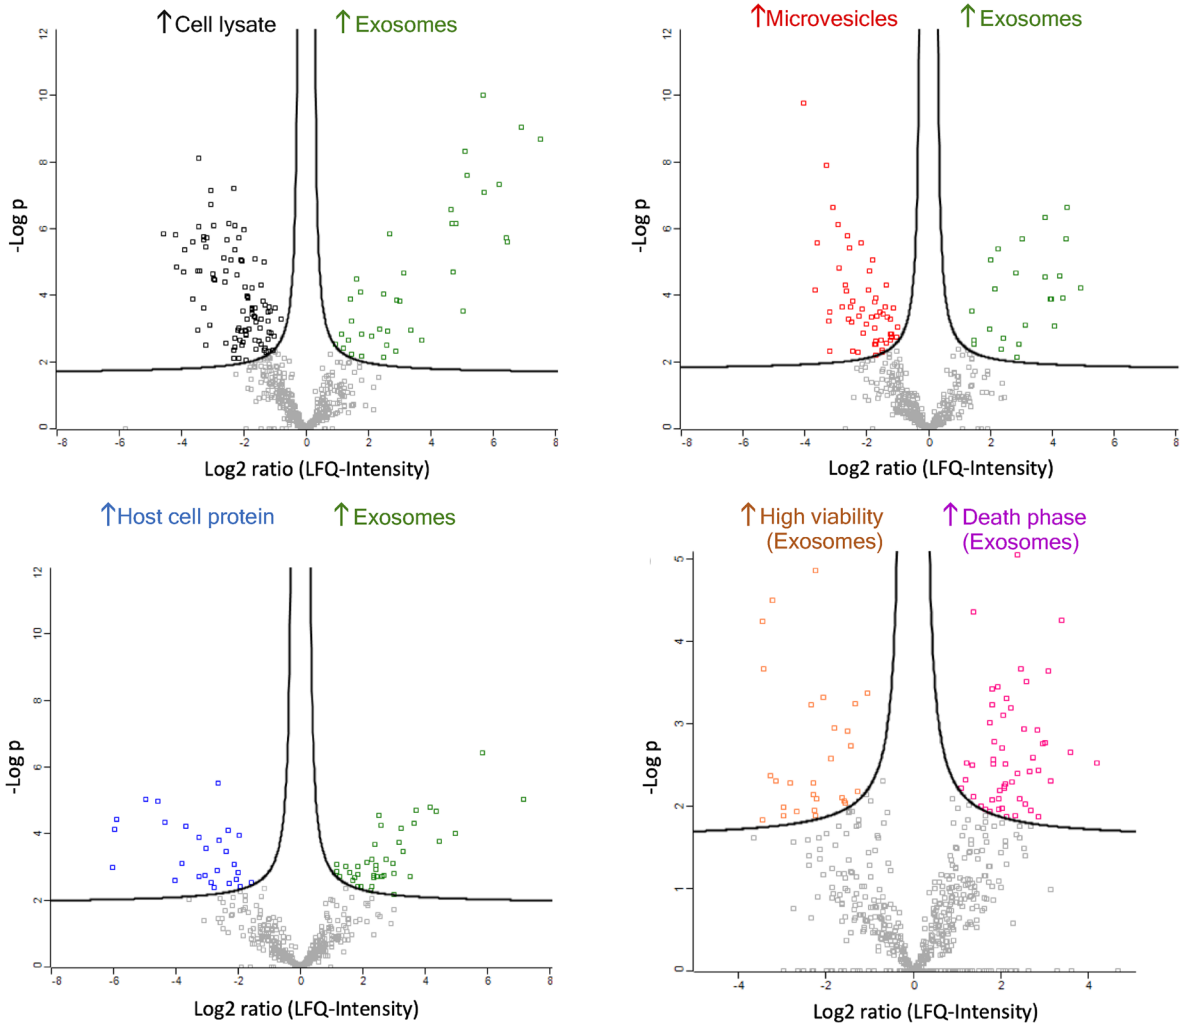 ↑Cell lysate ↑Exosomes
12
10
8
6
4
2
0
-Log p
-8 -6 -4 -2 0 2 4 6 8
Log2 ratio (LFQ-Intensity)
↑Microvesicles ↑Exosomes
12
10
8
6
4
2
0
-Log p
-8 -6 -4 -2 0 2 4 6 8
Log2 ratio (LFQ-Intensity)
↑Host cell protein ↑Exosomes
12
10
8
6
4
2
0
-Log p
-8 -6 -4 -2 0 2 4 6 8
Log2 ratio (LFQ-Intensity)
↑High viability ↑Death phase
(Exosomes) (Exosomes)
5
4
3
2
1
0
-Log p
-4 -2 0 2 4
Log2 ratio (LFQ-Intensity)